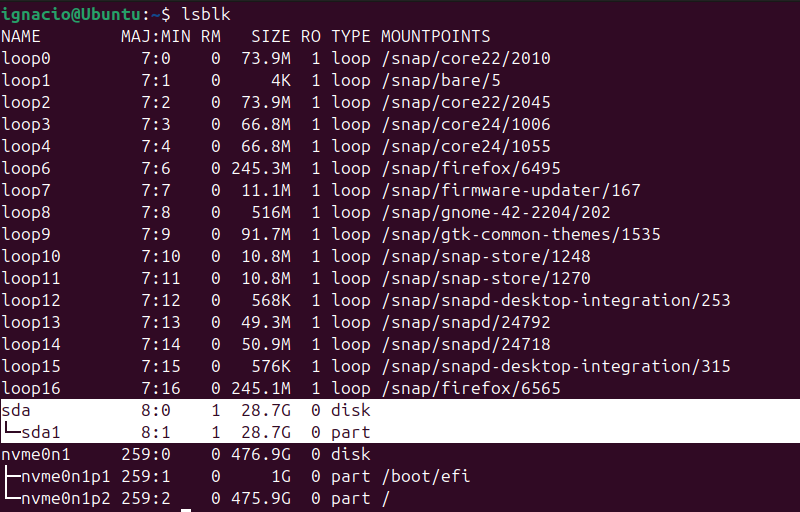 ignacio@Ubuntu:~$ lsblk
NAME        MAJ:MIN RM   SIZE RO TYPE MOUNTPOINTS
loop0         7:0    0  73.9M  1 loop /snap/core22/2010
loop1         7:1    0     4K  1 loop /snap/bare/5
loop2         7:2    0  73.9M  1 loop /snap/core22/2045
loop3         7:3    0  66.8M  1 loop /snap/core24/1006
loop4         7:4    0  66.8M  1 loop /snap/core24/1055
loop6         7:6    0 245.3M  1 loop /snap/firefox/6495
loop7         7:7    0  11.1M  1 loop /snap/firmware-updater/167
loop8         7:8    0   516M  1 loop /snap/gnome-42-2204/202
loop9         7:9    0  91.7M  1 loop /snap/gtk-common-themes/1535
loop10        7:10   0  10.8M  1 loop /snap/snap-store/1248
loop11        7:11   0  10.8M  1 loop /snap/snap-store/1270
loop12        7:12   0   568K  1 loop /snap/snapd-desktop-integration/253
loop13        7:13   0  49.3M  1 loop /snap/snapd/24792
loop14        7:14   0  50.9M  1 loop /snap/snapd/24718
loop15        7:15   0   576K  1 loop /snap/snapd-desktop-integration/315
loop16        7:16   0 245.1M  1 loop /snap/firefox/6565
sda           8:0    1  28.7G  0 disk
└─sda1        8:1    1  28.7G  0 part
nvme0n1     259:0    0 476.9G  0 disk
├─nvme0n1p1 259:1    0     1G  0 part /boot/efi
└─nvme0n1p2 259:2    0 475.9G  0 part /